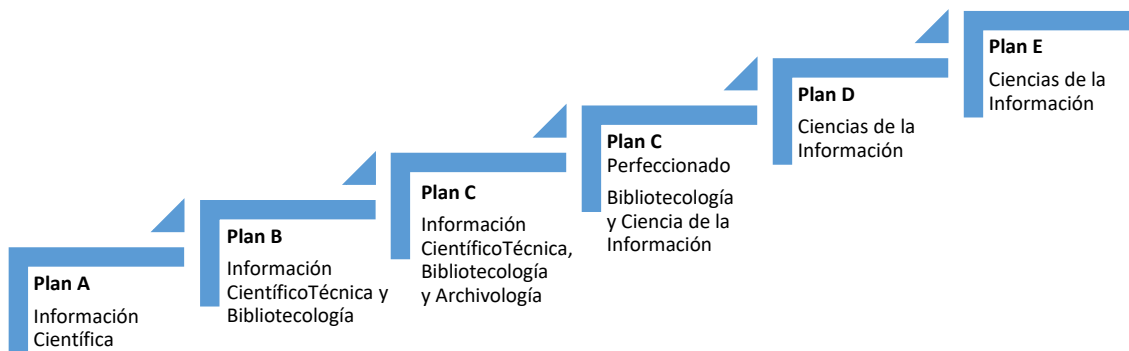 Plan A
Información
Científica
Plan B
Información
CientíficoTécnica y
Bibliotecología
Plan C
Información
CientíficoTécnica,
Bibliotecología
y Archivología
Plan C
Perfeccionado
Bibliotecología
y Ciencia de la
Información
Plan D
Ciencias de la
Información
Plan E
Ciencias de la
Información